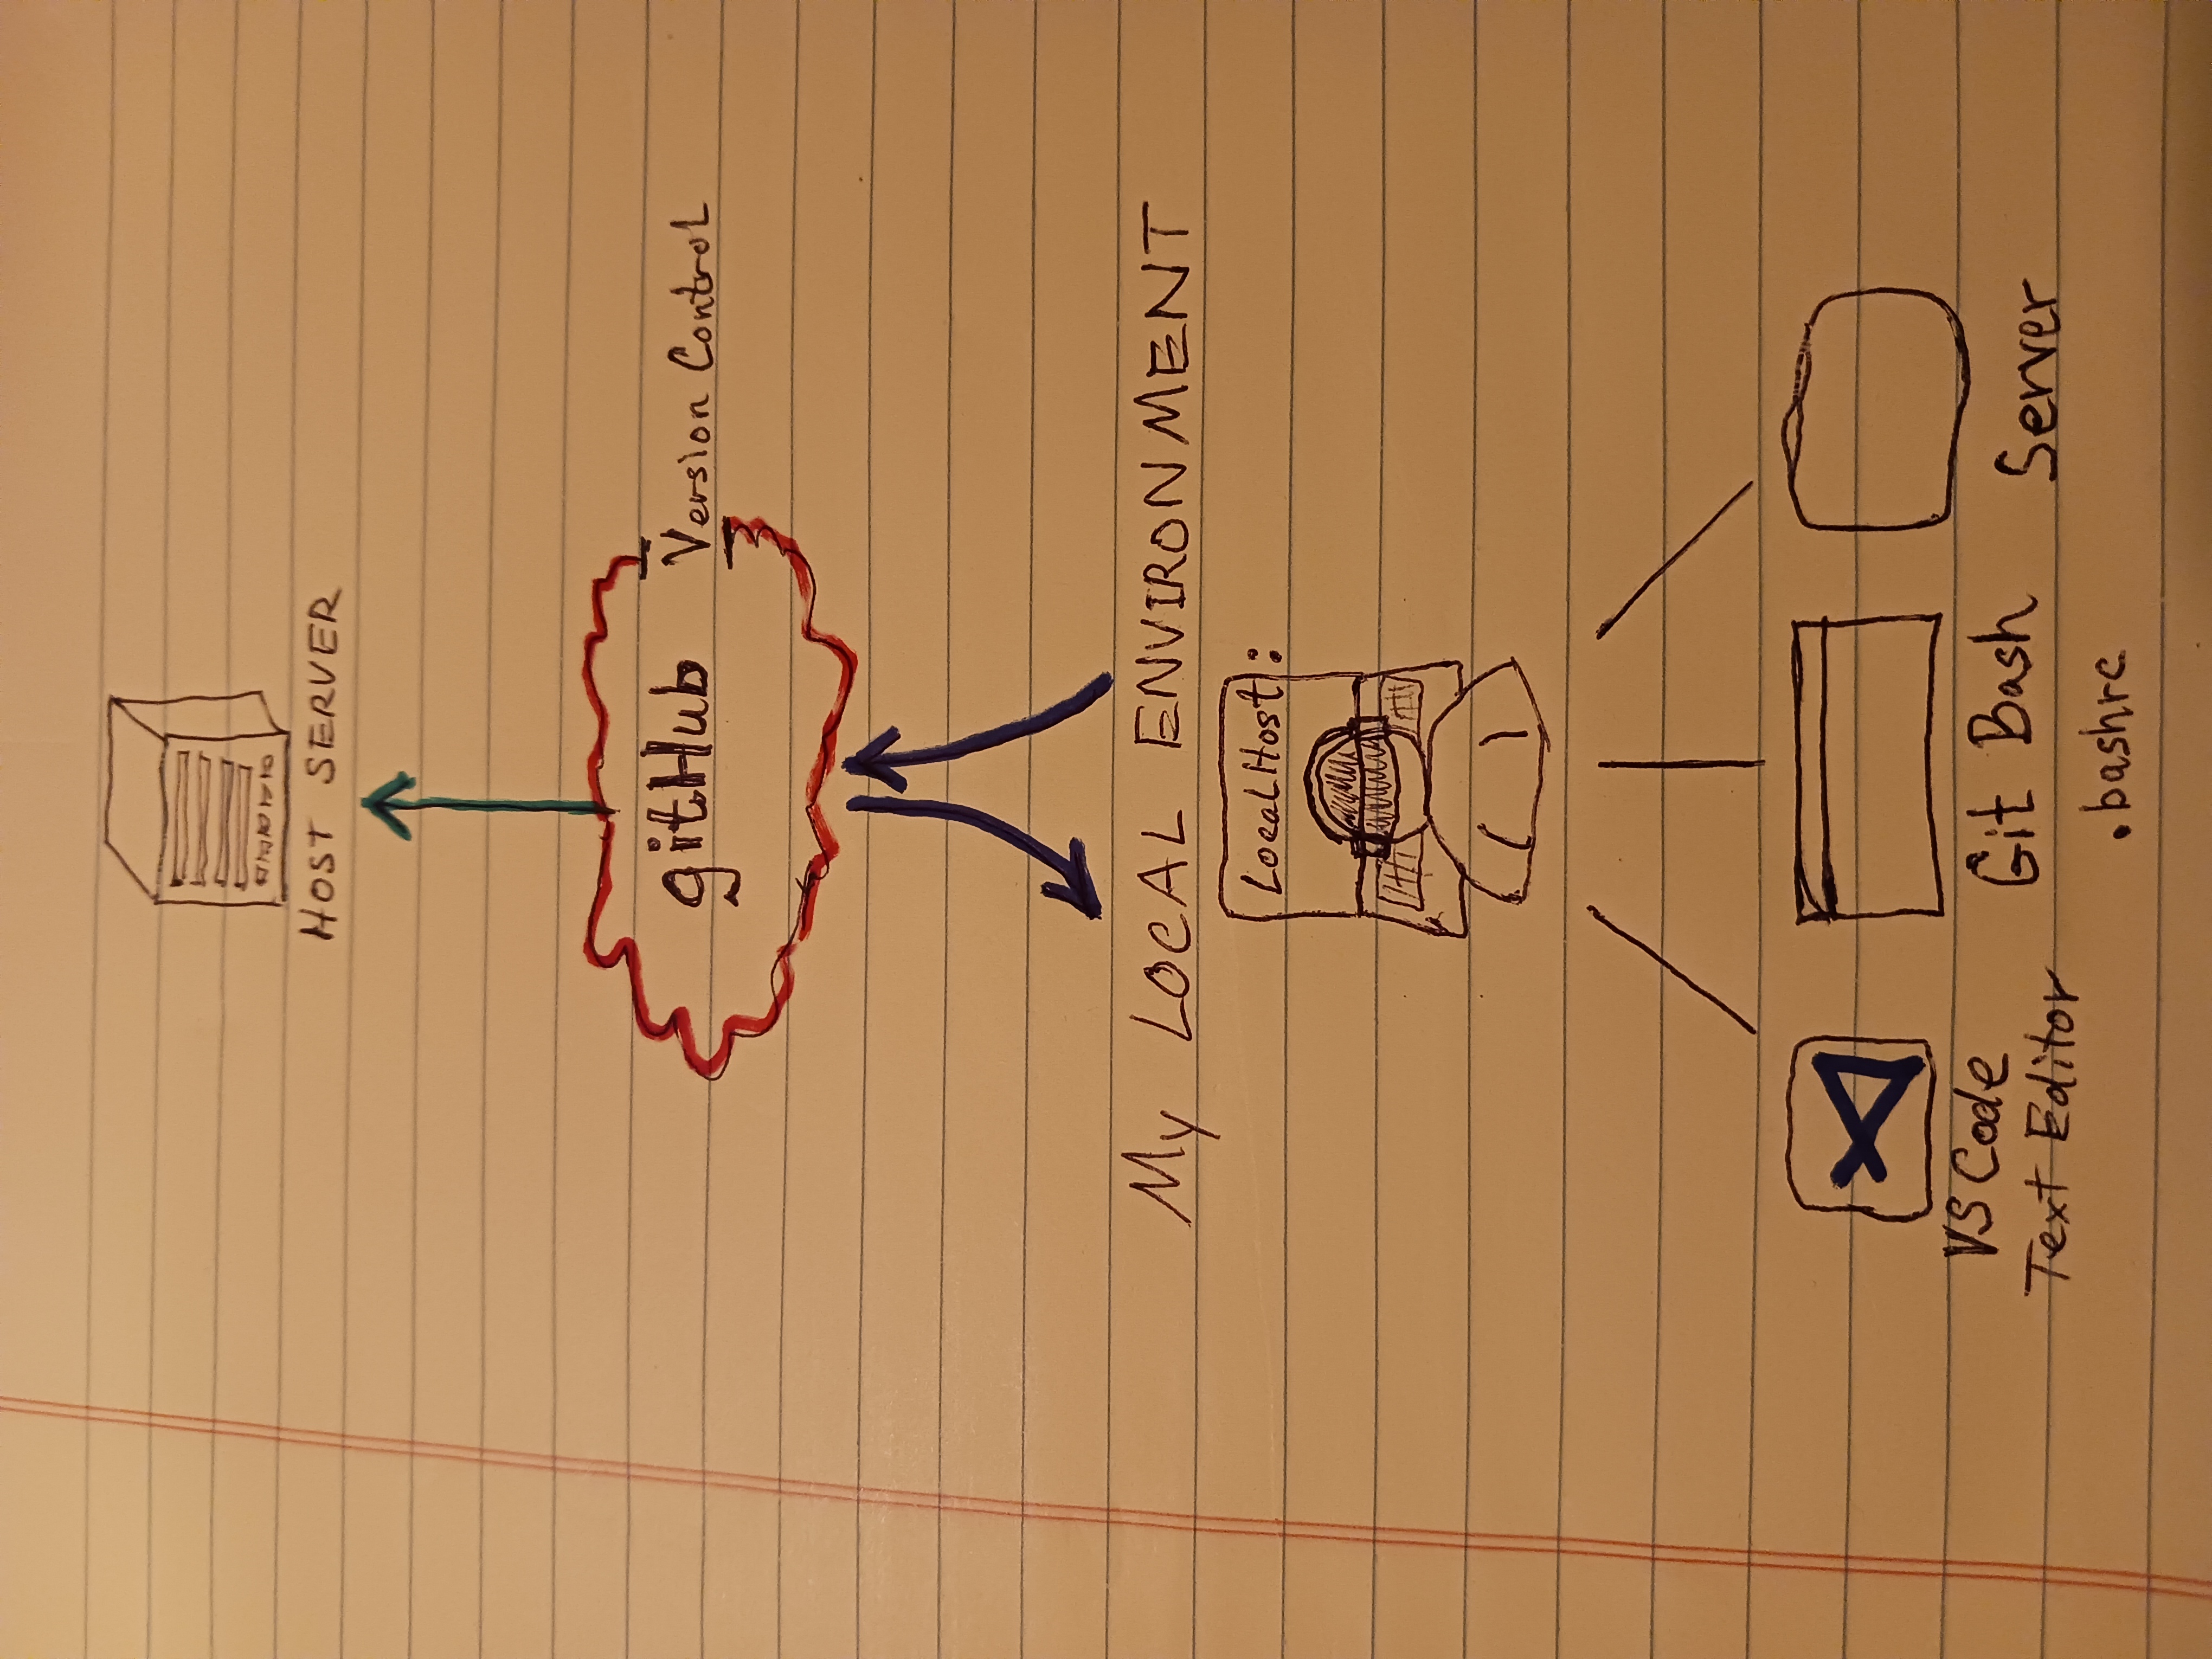 HOST SERVER
gitHub Version Control
My LOCAL ENVIRONMENT
LocalHost:
VS Code
Text Editor
Git Bash
.bashrc
Server